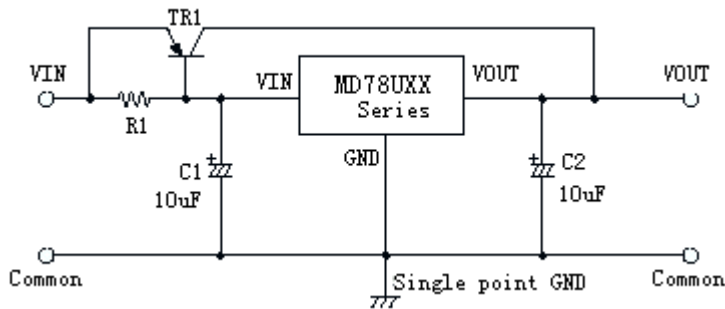 TR1
VIN
R1
VIN
MD78UXX
Series
VOUT
VOUT
GND
C1
10uF
C2
10uF
Common
Single point GND
Common